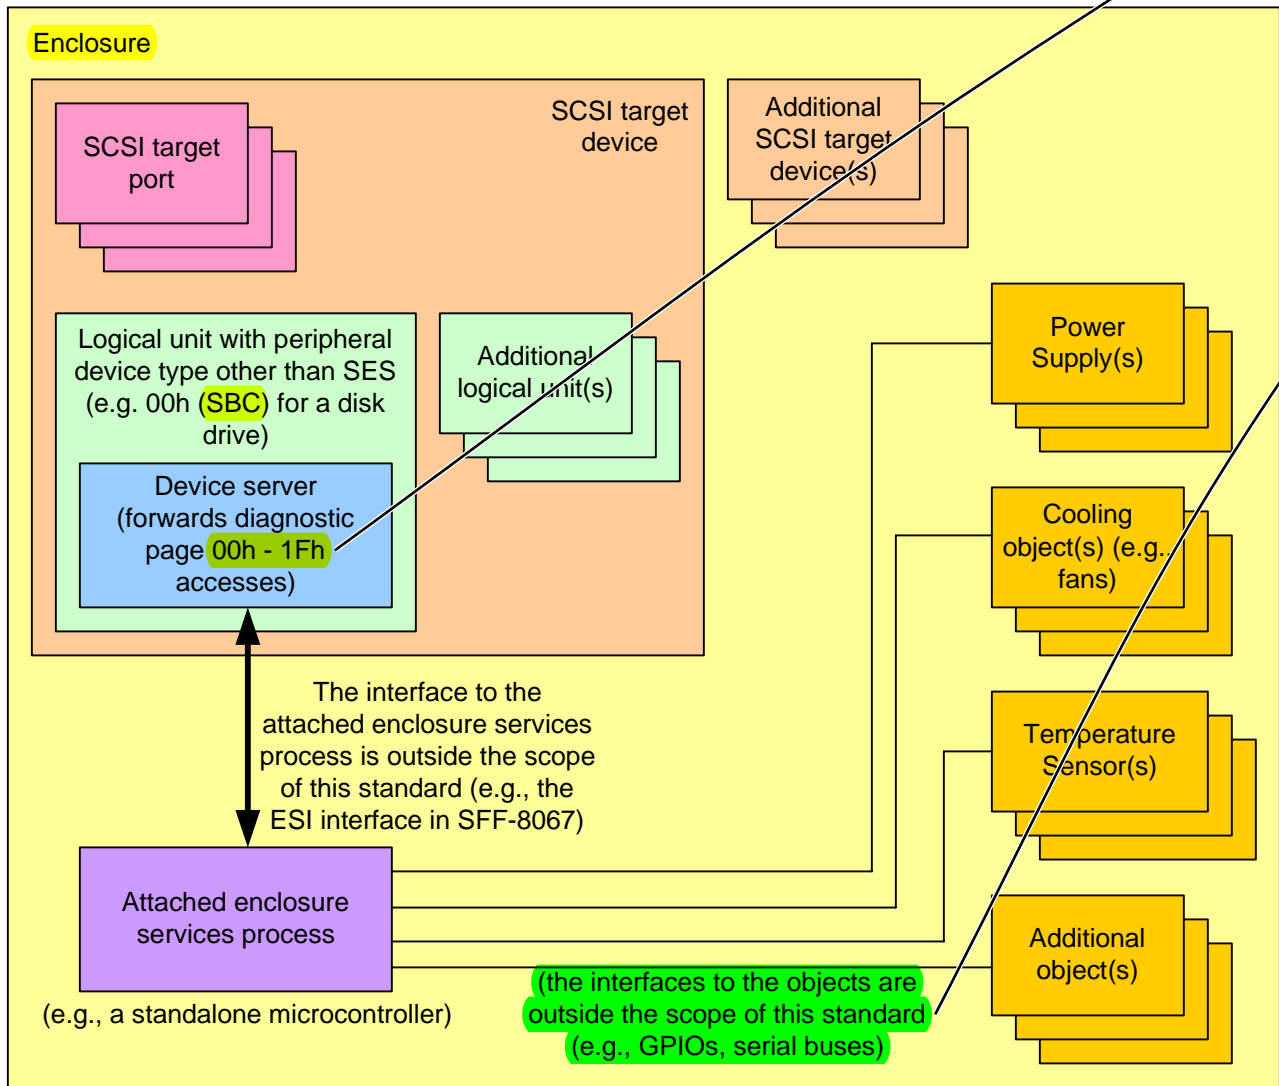 Enclosure
SCSI target
device
SCSI target
port
Additional
SCSI target
device(s)
Logical unit with peripheral
device type other than SES
(e.g. 00h (SBC) for a disk
drive)
Additional
logical unit(s)
Device server
(forwards diagnostic
page 00h - 1Fh
accesses)
Power
Supply(s)
Cooling
object(s) (e.g.,
fans)
The interface to the
attached enclosure services
process is outside the scope
of this standard (e.g., the
ESI interface in SFF-8067)
Temperature
Sensor(s)
Attached enclosure
services process
(e.g., a standalone microcontroller)
Additional
object(s)
(the interfaces to the objects are
outside the scope of this standard
(e.g., GPIOs, serial buses)